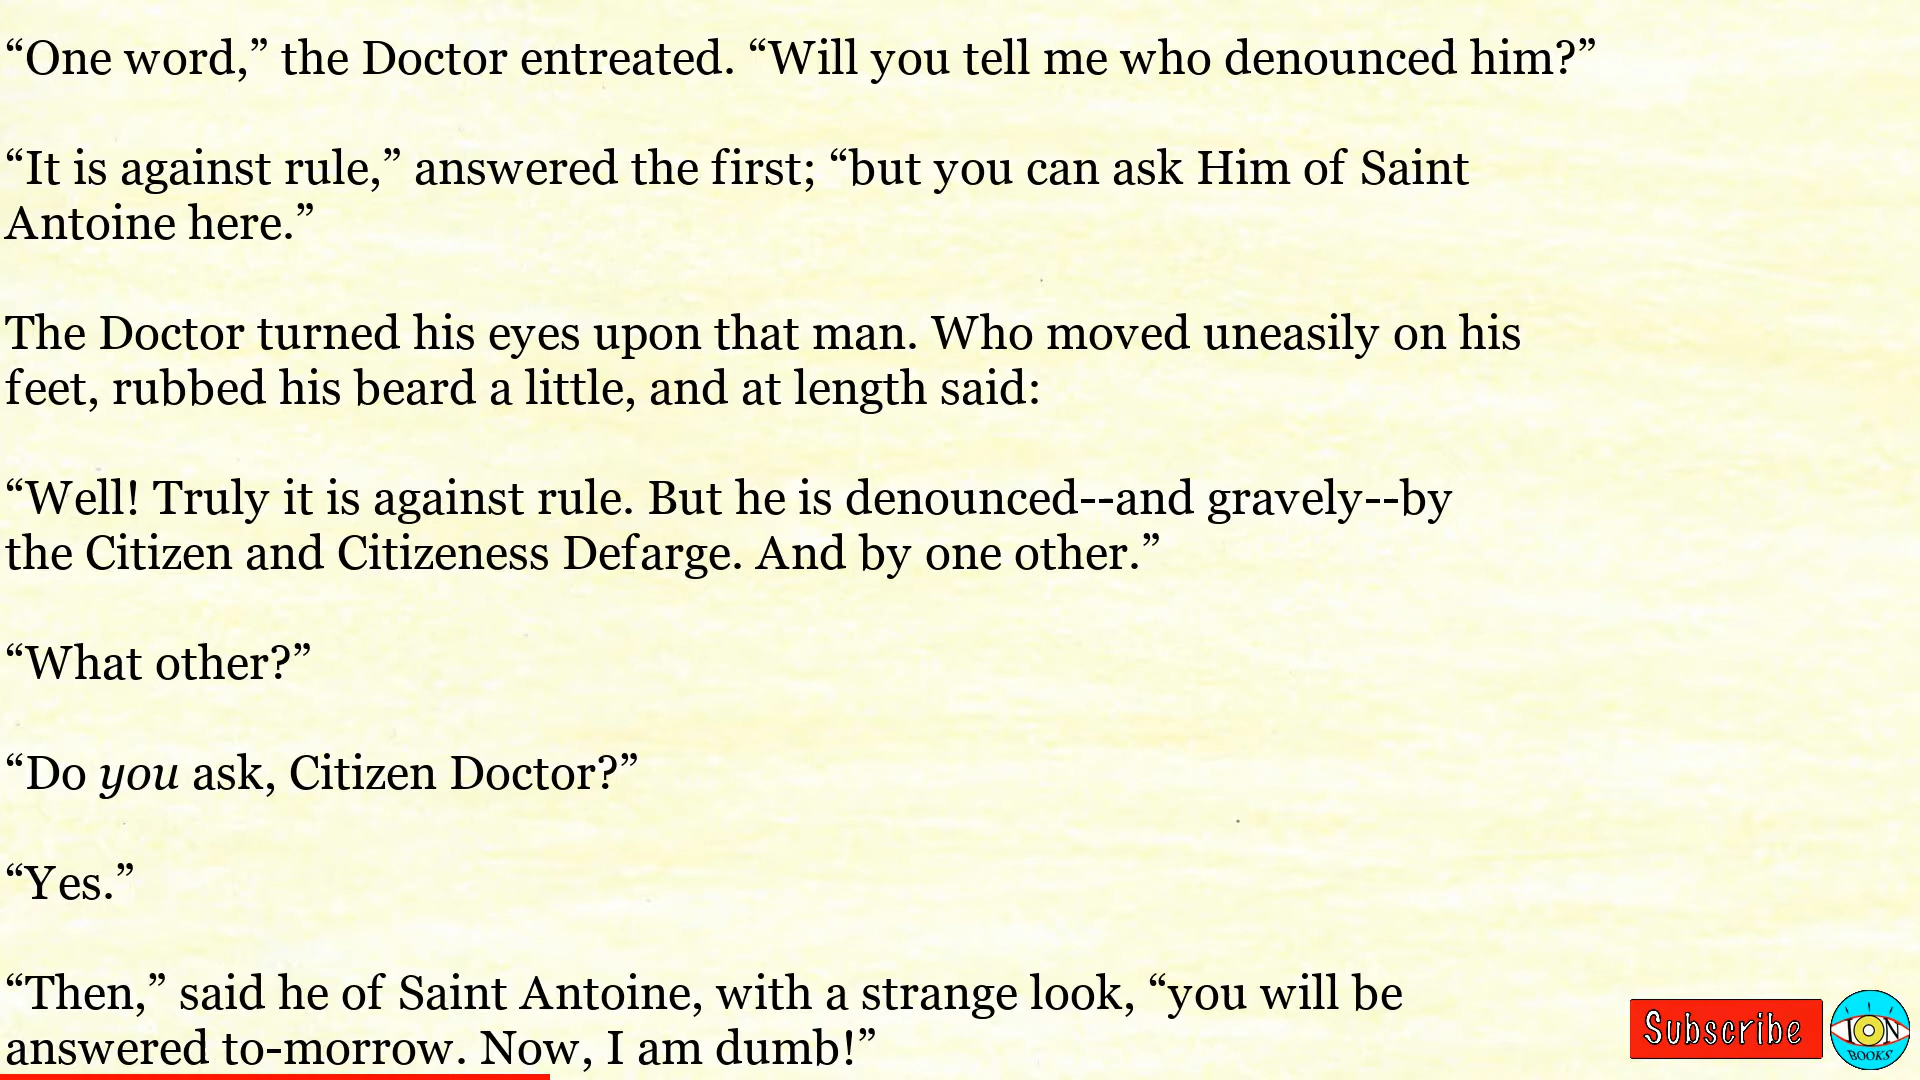 “One word,” the Doctor entreated. “Will you tell me who denounced him?”
“It is against rule,” answered the first; “but you can ask Him of Saint
Antoine here.”
The Doctor turned his eyes upon that man. Who moved uneasily on his
feet, rubbed his beard a little, and at length said:
“Well! Truly it is against rule. But he is denounced--and gravely--by
the Citizen and Citizeness Defarge. And by one other.”
“What other?”
“Do you ask, Citizen Doctor?”
“Yes.”
“Then,” said he of Saint Antoine, with a strange look, “you will be
answered to-morrow. Now, I am dumb!”
Subscribe
ION
BOOKS